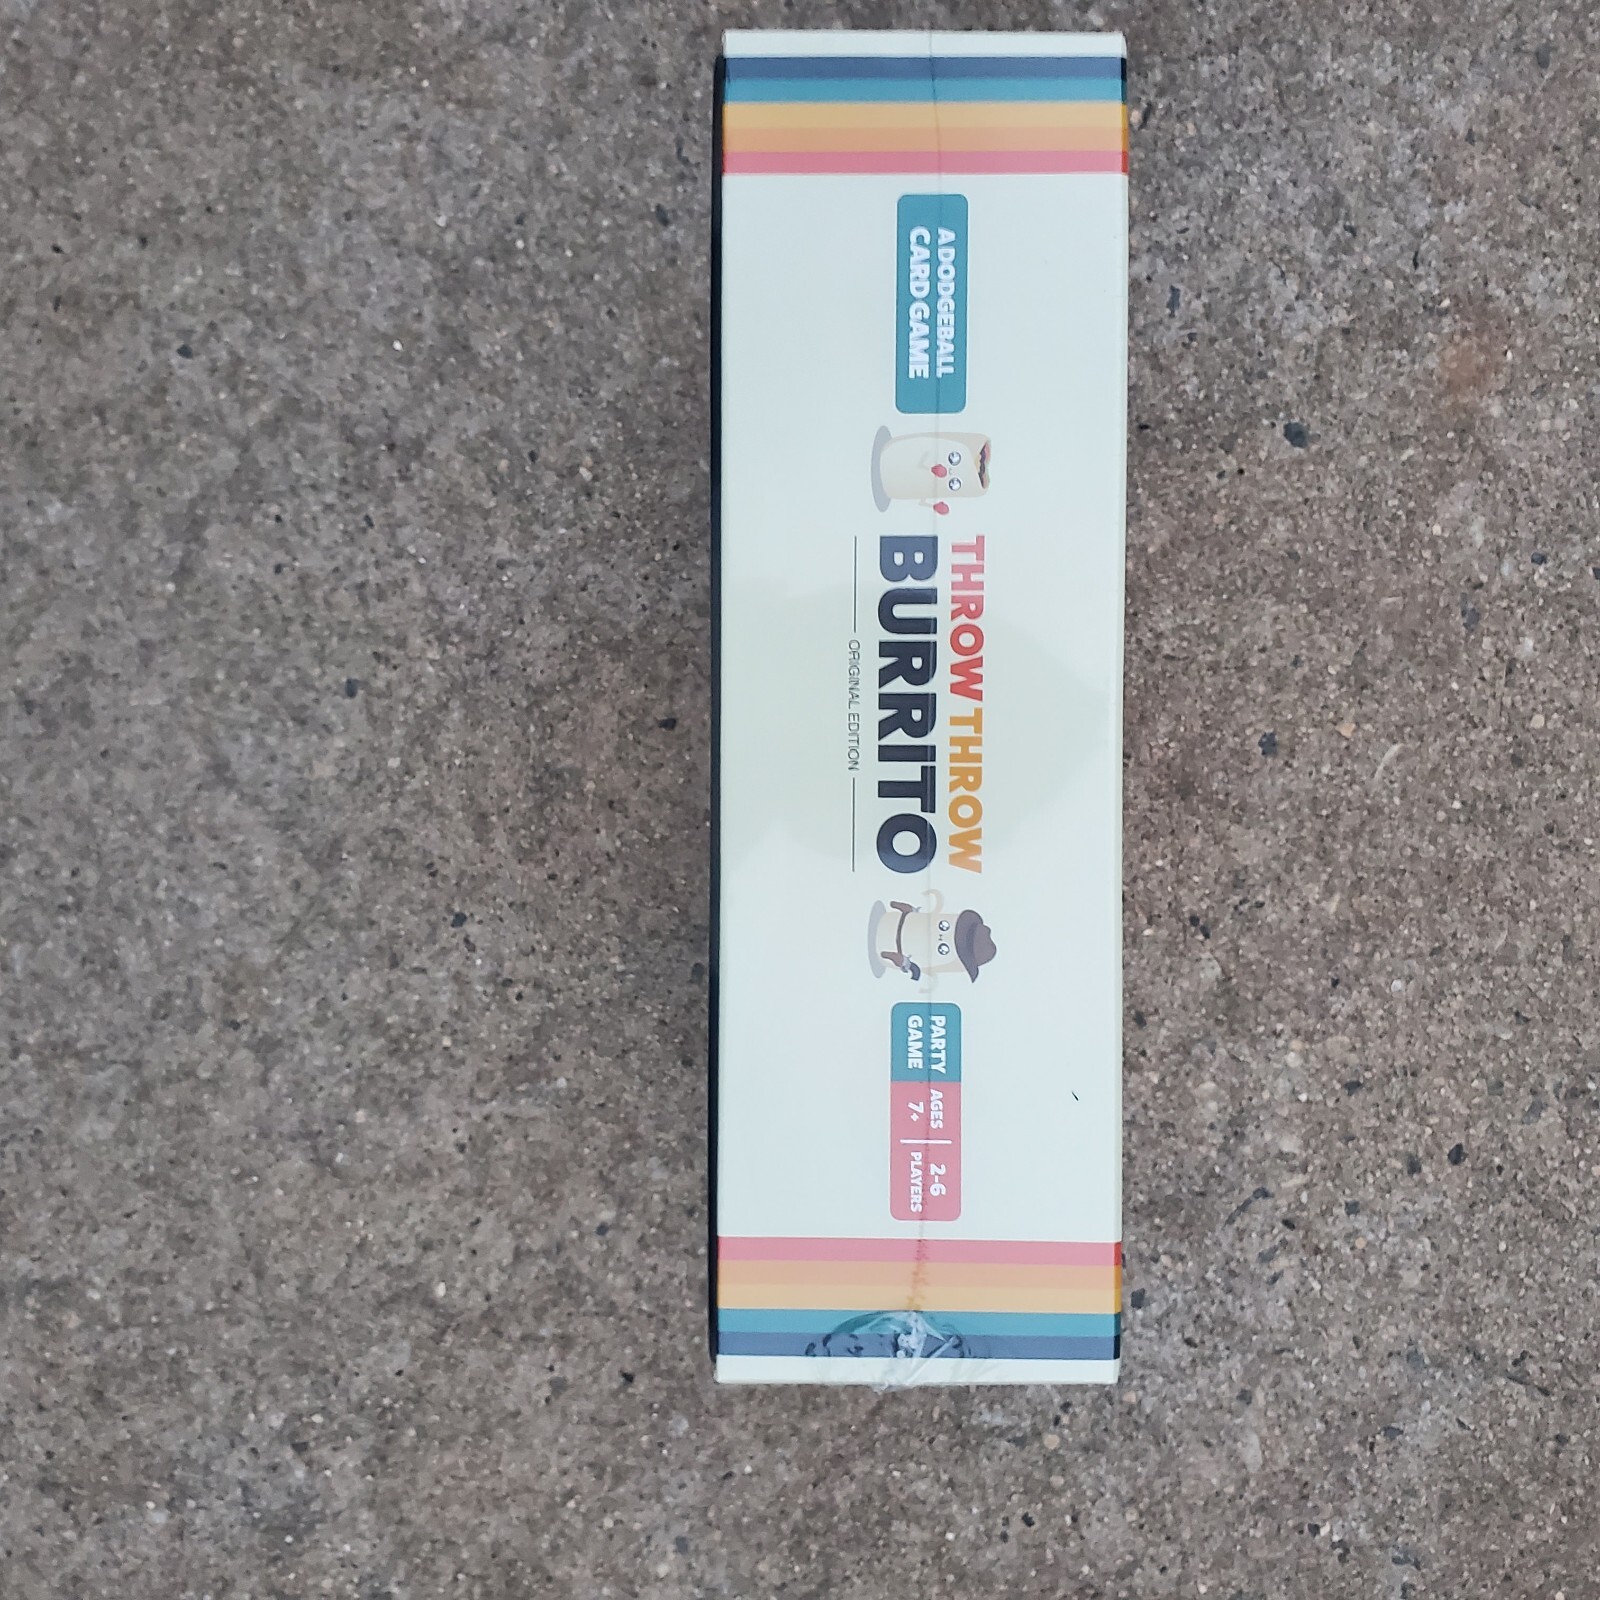 A DODGEBALL
CARD GAME
THROW THROW
BURRITO
ORIGINAL EDITION
PARTY
GAME
AGES
7+
2-6
PLAYERS